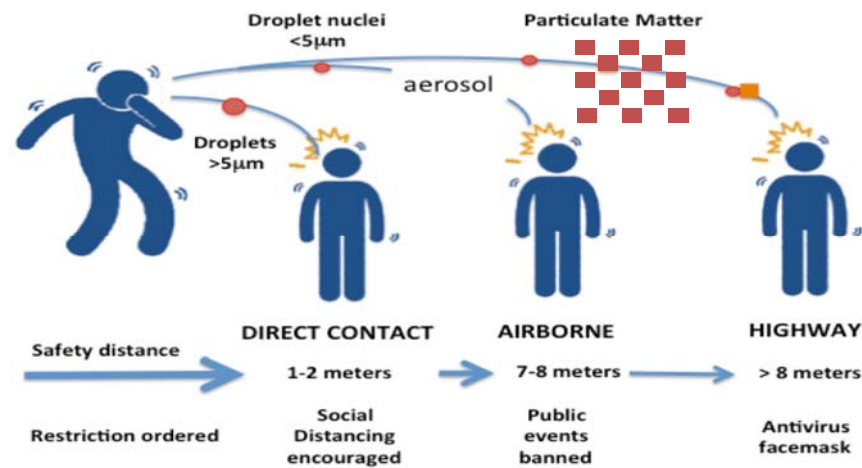 Droplet nuclei
<5μm
Particulate Matter
aerosol
Droplets
>5μm
DIRECT CONTACT
AIRBORNE
HIGHWAY
Safety distance
1-2 meters
7-8 meters
> 8 meters
Restriction ordered
Social
Distancing
encouraged
Public
events
banned
Antivirus
facemask